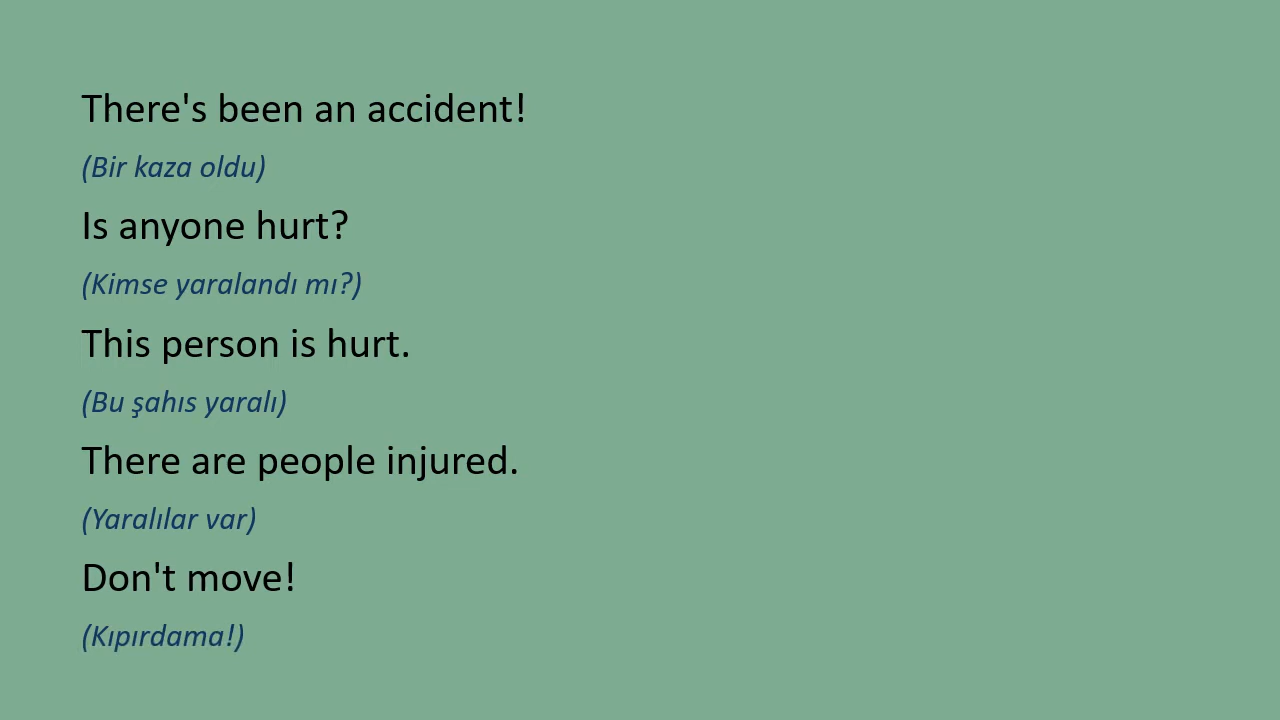 There's been an accident!
(Bir kaza oldu)
Is anyone hurt?
(Kimse yaralandı mı?)
This person is hurt.
(Bu şahıs yaralı)
There are people injured.
(Yaralılar var)
Don't move!
(Kıpırdama!)